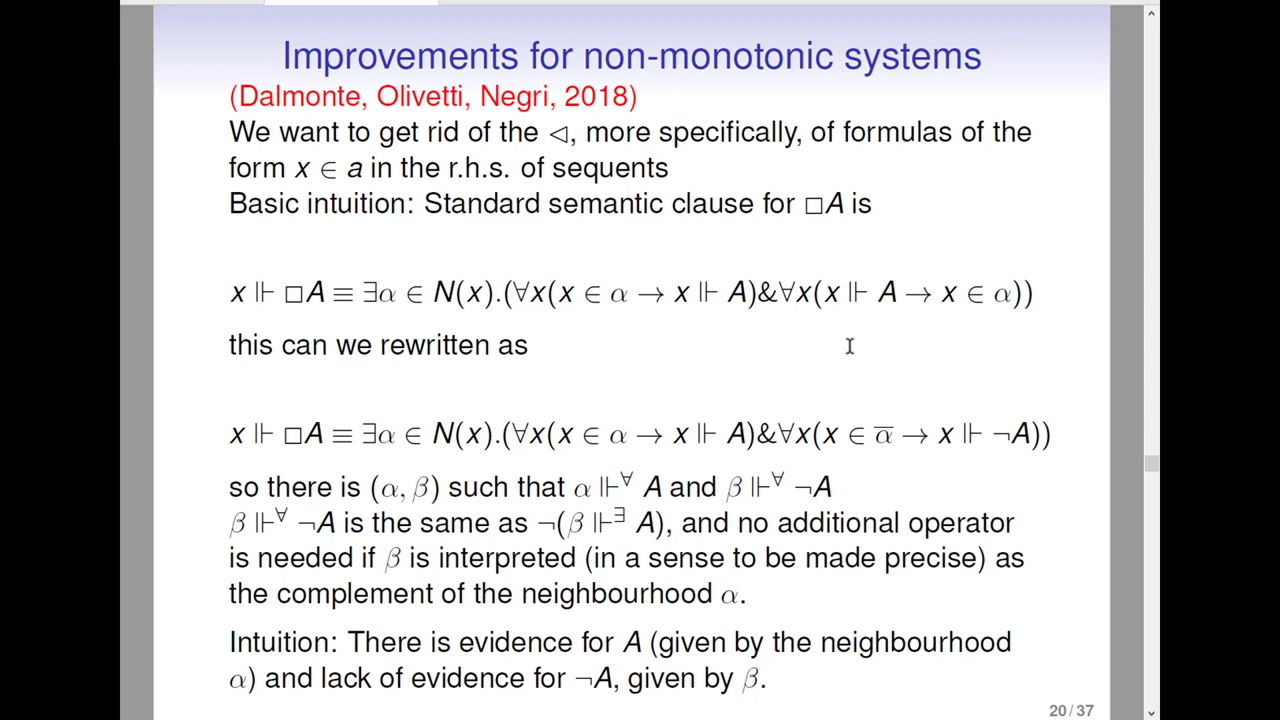 Improvements for non-monotonic systems
(Dalmonte, Olivetti, Negri, 2018)
We want to get rid of the ◁, more specifically, of formulas of the
form x ∈ a in the r.h.s. of sequents
Basic intuition: Standard semantic clause for □A is
x ⊩ □A ≡ ∃α ∈ N(x).(∀x(x ∈ α → x ⊩ A)&∀x(x ⊩ A → x ∈ α))
this can we rewritten as
x ⊩ □A ≡ ∃α ∈ N(x).(∀x(x ∈ α → x ⊩ A)&∀x(x ∈ α̅ → x ⊩ ¬A))
so there is (α, β) such that α ⊩^∀ A and β ⊩^∀ ¬A
β ⊩^∀ ¬A is the same as ¬(β ⊩^∃ A), and no additional operator
is needed if β is interpreted (in a sense to be made precise) as
the complement of the neighbourhood α.
Intuition: There is evidence for A (given by the neighbourhood
α) and lack of evidence for ¬A, given by β.
20/37